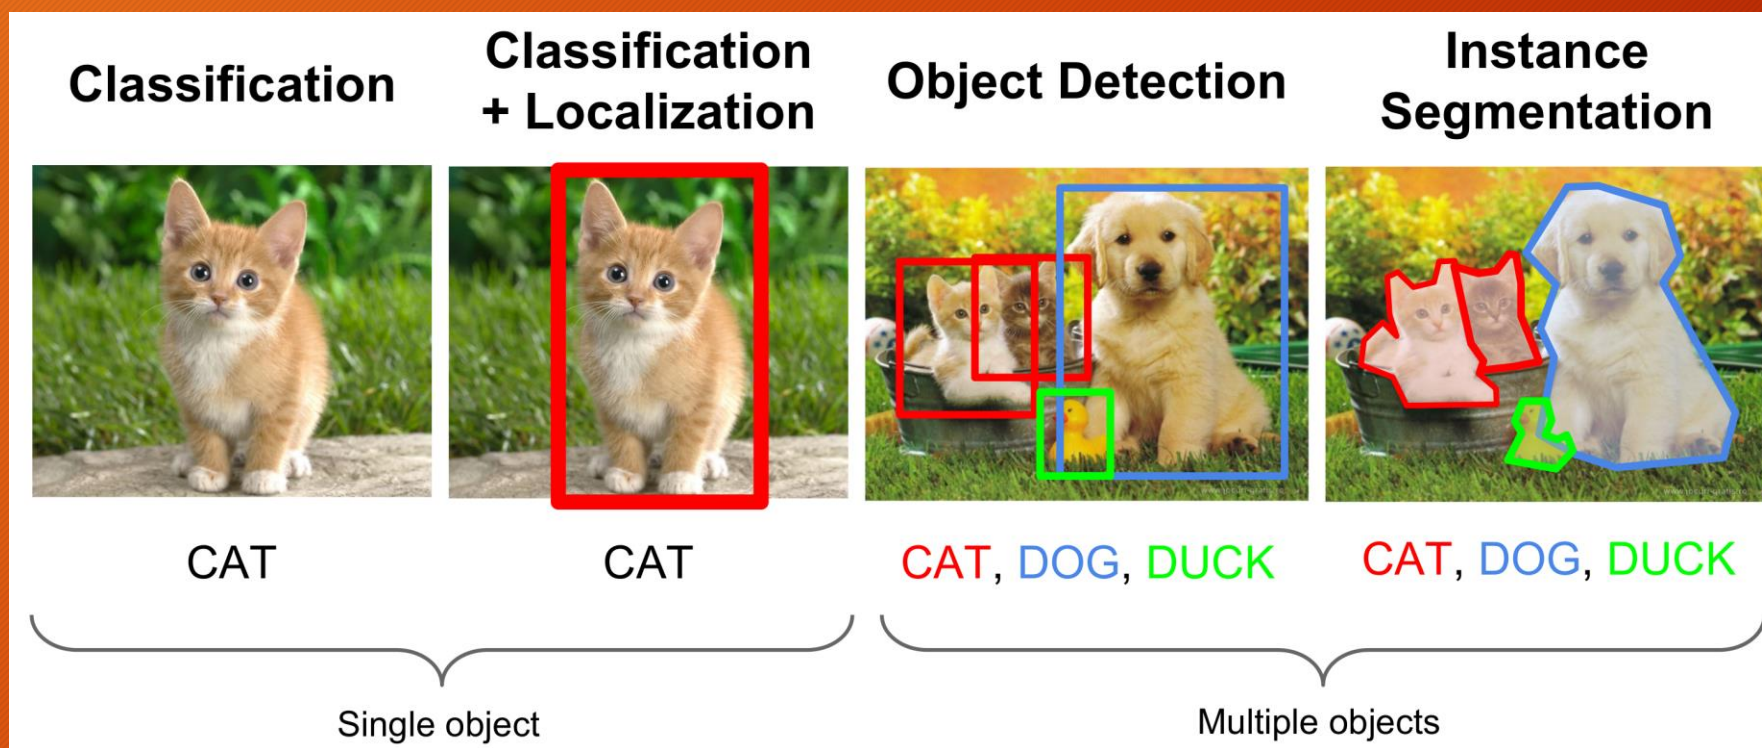 Classification
Classification
+ Localization
Object Detection
Instance
Segmentation
CAT
CAT
CAT, DOG, DUCK
CAT, DOG, DUCK
Single object
Multiple objects